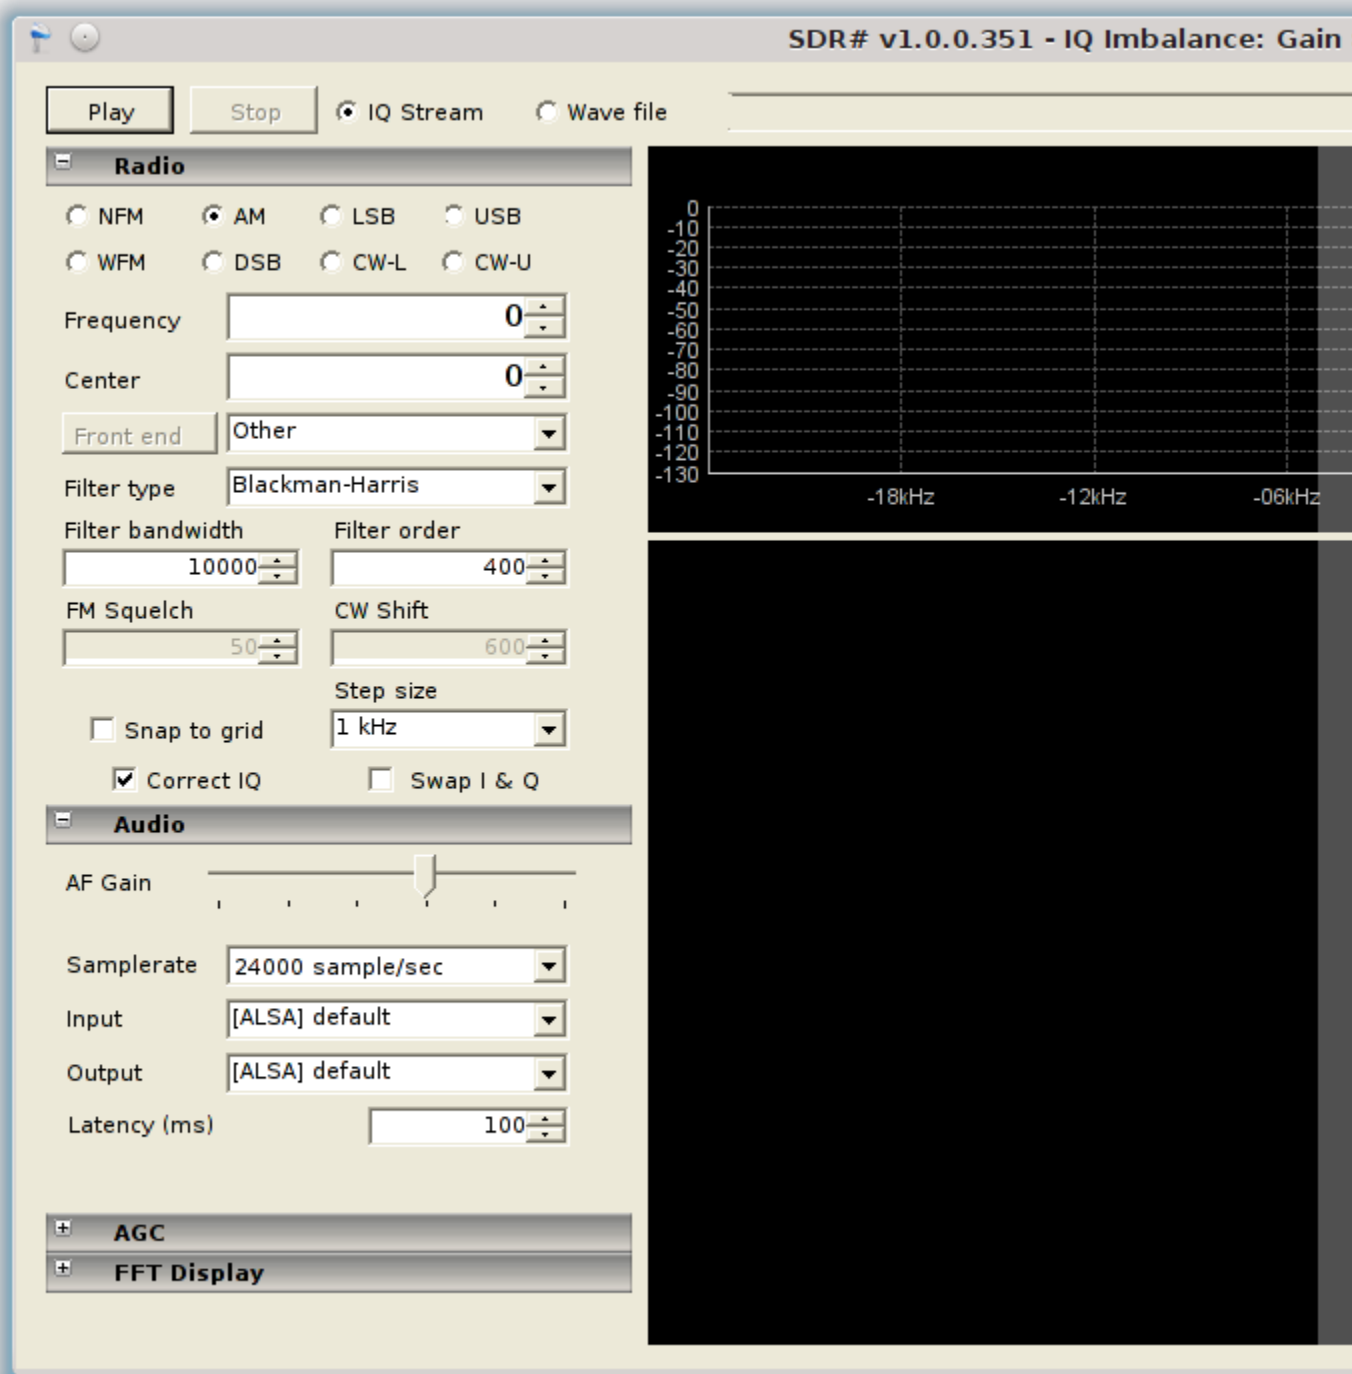 SDR# v1.0.0.351 - IQ Imbalance: Gain
Play Stop IQ Stream Wave file
Radio
NFM AM LSB USB
WFM DSB CW-L CW-U
Frequency 0
Center 0
Front end Other
Filter type Blackman-Harris
Filter bandwidth Filter order
10000 400
FM Squelch CW Shift
50 600
Step size
Snap to grid 1 kHz
Correct IQ Swap I & Q
Audio
AF Gain
Samplerate 24000 sample/sec
Input [ALSA] default
Output [ALSA] default
Latency (ms) 100
AGC
FFT Display
0
-10
-20
-30
-40
-50
-60
-70
-80
-90
-100
-110
-120
-130
-18kHz -12kHz -06kHz